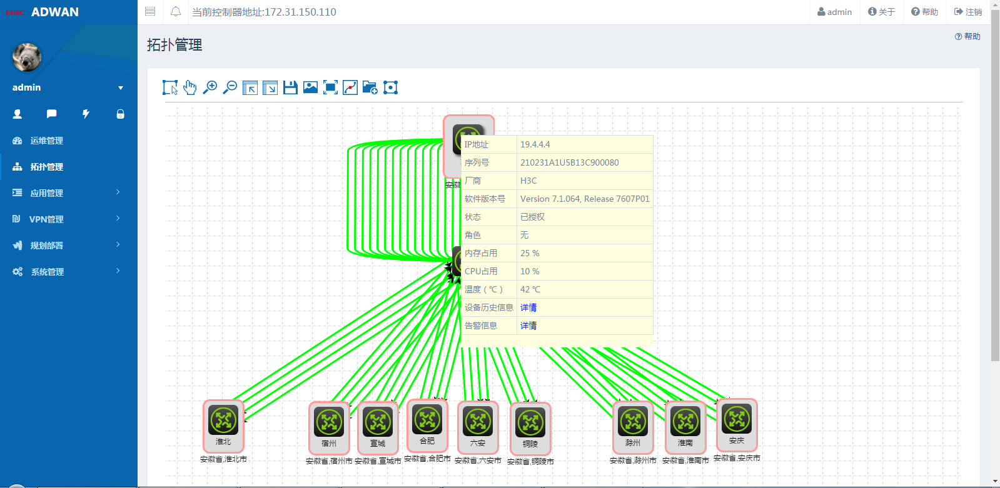 H3C ADWAN
当前控制器地址:172.31.150.110
admin
关于
帮助
注销
admin
运维管理
拓扑管理
应用管理
VPN管理
规划部署
系统管理
拓扑管理
帮助
安徽
IP地址 19.4.4.4
序列号 210231A1U5B13C900080
厂商 H3C
软件版本号 Version 7.1.064, Release 7607P01
状态 已授权
角色 无
内存占用 25 %
CPU占用 10 %
温度（℃） 42 ℃
设备历史信息 详情
告警信息 详情
淮北
安徽省,淮北市
宿州
安徽省,宿州市
宣城
安徽省,宣城市
合肥
安徽省,合肥市
六安
安徽省,六安市
铜陵
安徽省,铜陵市
滁州
安徽省,滁州市
淮南
安徽省,淮南市
安庆
安徽省,安庆市